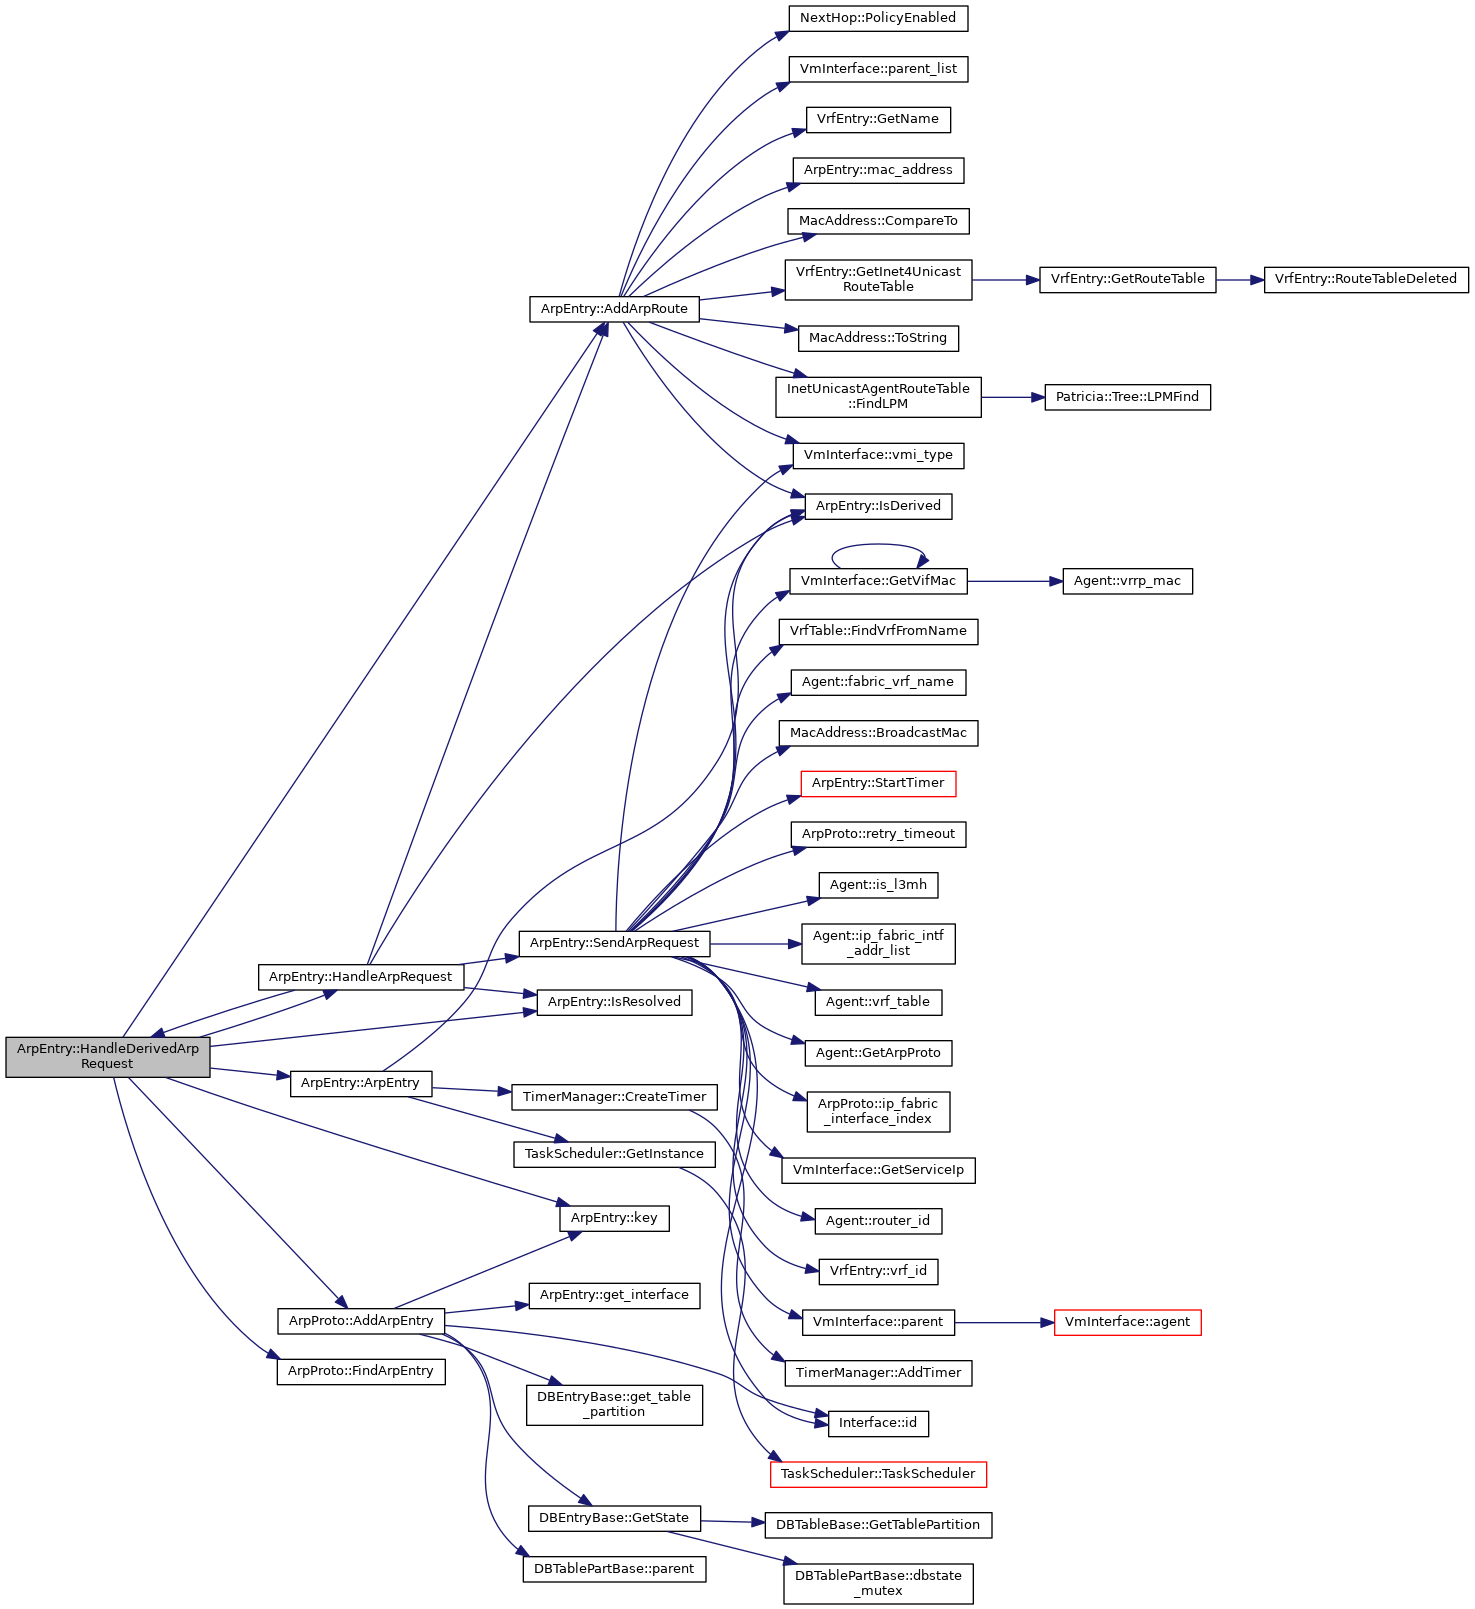 NextHop::PolicyEnabled
VmInterface::parent_list
VrfEntry::GetName
ArpEntry::mac_address
MacAddress::CompareTo
VrfEntry::GetInet4Unicast
RouteTable
VrfEntry::GetRouteTable
VrfEntry::RouteTableDeleted
ArpEntry::AddArpRoute
MacAddress::ToString
InetUnicastAgentRouteTable
::FindLPM
Patricia::Tree::LPMFind
VmInterface::vmi_type
ArpEntry::IsDerived
VmInterface::GetVifMac
Agent::vrrp_mac
VrfTable::FindVrfFromName
Agent::fabric_vrf_name
MacAddress::BroadcastMac
ArpEntry::StartTimer
ArpProto::retry_timeout
Agent::is_l3mh
ArpEntry::SendArpRequest
Agent::ip_fabric_intf
_addr_list
ArpEntry::HandleArpRequest
ArpEntry::IsResolved
Agent::vrf_table
ArpEntry::HandleDerivedArp
Request
Agent::GetArpProto
ArpEntry::ArpEntry
TimerManager::CreateTimer
ArpProto::ip_fabric
_interface_index
TaskScheduler::GetInstance
VmInterface::GetServiceIp
ArpEntry::key
Agent::router_id
VrfEntry::vrf_id
ArpEntry::get_interface
ArpProto::AddArpEntry
VmInterface::parent
VmInterface::agent
ArpProto::FindArpEntry
TimerManager::AddTimer
DBEntryBase::get_table
_partition
Interface::id
TaskScheduler::TaskScheduler
DBEntryBase::GetState
DBTableBase::GetTablePartition
DBTablePartBase::parent
DBTablePartBase::dbstate
_mutex